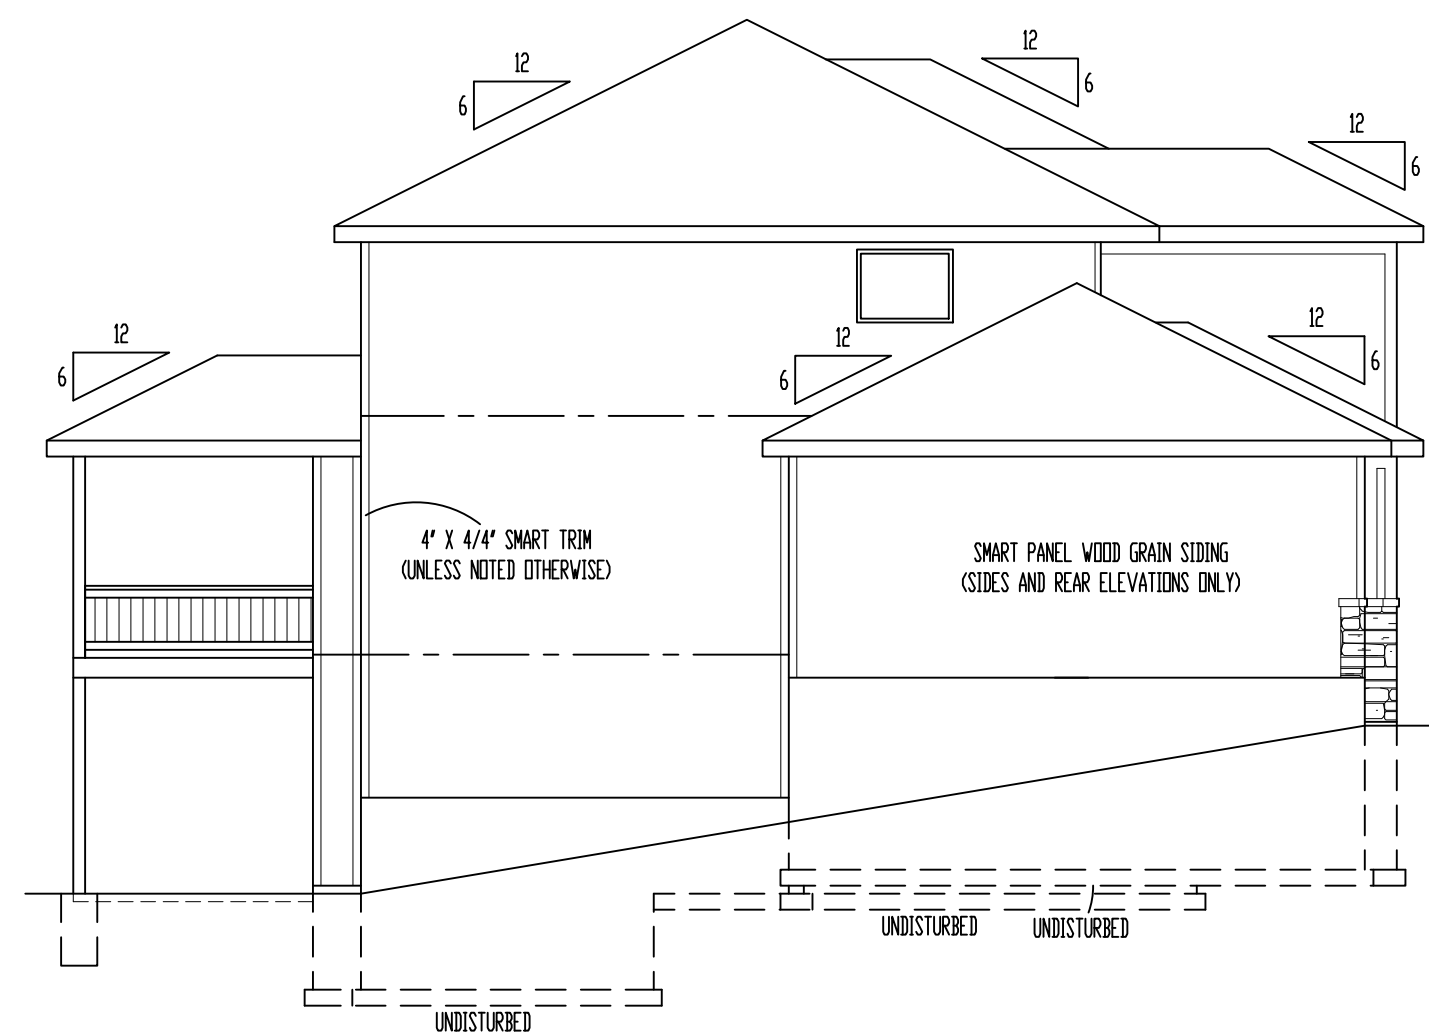 12
12
6
6
12
6
12
12
12
6
6
6
4" X 4/4" SMART TRIM
(UNLESS NOTED OTHERWISE)
SMART PANEL WOOD GRAIN SIDING
(SIDES AND REAR ELEVATIONS ONLY)
UNDISTURBED
UNDISTURBED
UNDISTURBED